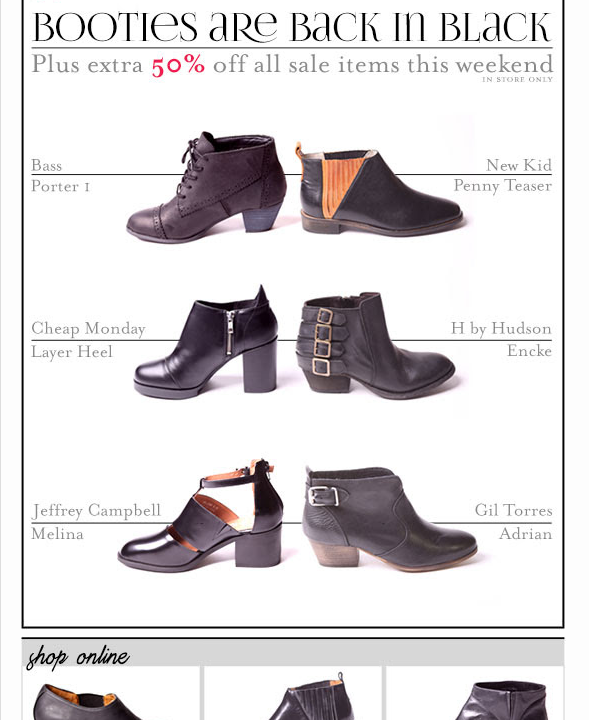 BOOTIES ARE BACK IN BLACK
Plus extra 50% off all sale items this weekend
IN STORE ONLY
Bass
Porter 1
New Kid
Penny Teaser
Cheap Monday
Layer Heel
H by Hudson
Encke
Jeffrey Campbell
Melina
Gil Torres
Adrian
shop online